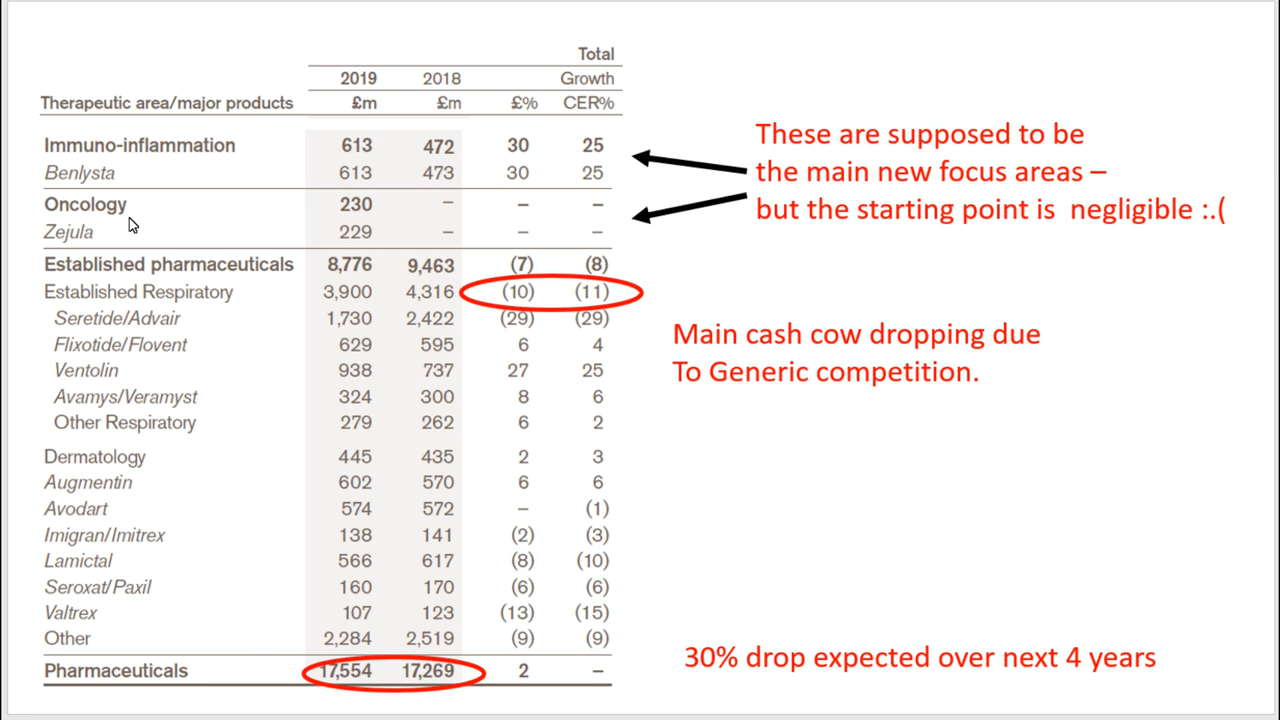 Total
2019 2018 Growth
Therapeutic area/major products £m £m £% CER%
Immuno-inflammation 613 472 30 25
Benlysta 613 473 30 25
Oncology 230 – – –
Zejula 229 – – –
Established pharmaceuticals 8,776 9,463 (7) (8)
Established Respiratory 3,900 4,316 (10) (11)
Seretide/Advair 1,730 2,422 (29) (29)
Flixotide/Flovent 629 595 6 4
Ventolin 938 737 27 25
Avamys/Veramyst 324 300 8 6
Other Respiratory 279 262 6 2
Dermatology 445 435 2 3
Augmentin 602 570 6 6
Avodart 574 572 – (1)
Imigran/Imitrex 138 141 (2) (3)
Lamictal 566 617 (8) (10)
Seroxat/Paxil 160 170 (6) (6)
Valtrex 107 123 (13) (15)
Other 2,284 2,519 (9) (9)
Pharmaceuticals 17,554 17,269 2 –
These are supposed to be
the main new focus areas –
but the starting point is negligible :.(
Main cash cow dropping due
To Generic competition.
30% drop expected over next 4 years